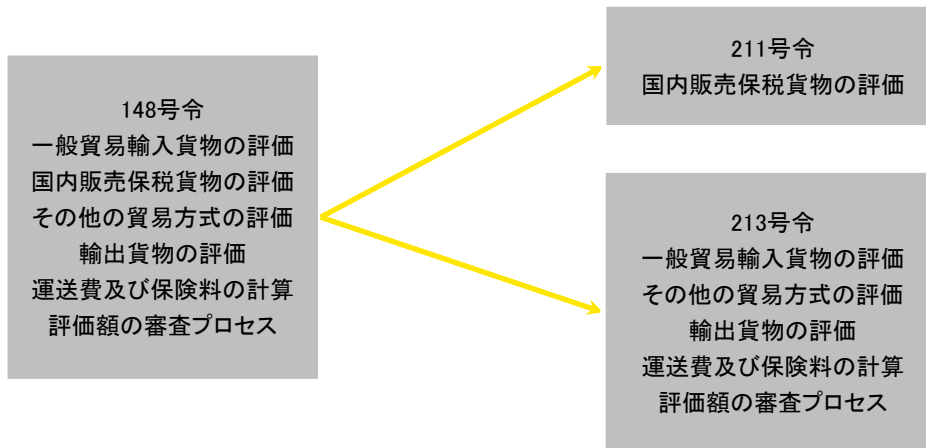 148号令
一般貿易輸入貨物の評価
国内販売保税貨物の評価
その他の貿易方式の評価
輸出貨物の評価
運送費及び保険料の計算
評価額の審査プロセス
211号令
国内販売保税貨物の評価
213号令
一般貿易輸入貨物の評価
その他の貿易方式の評価
輸出貨物の評価
運送費及び保険料の計算
評価額の審査プロセス